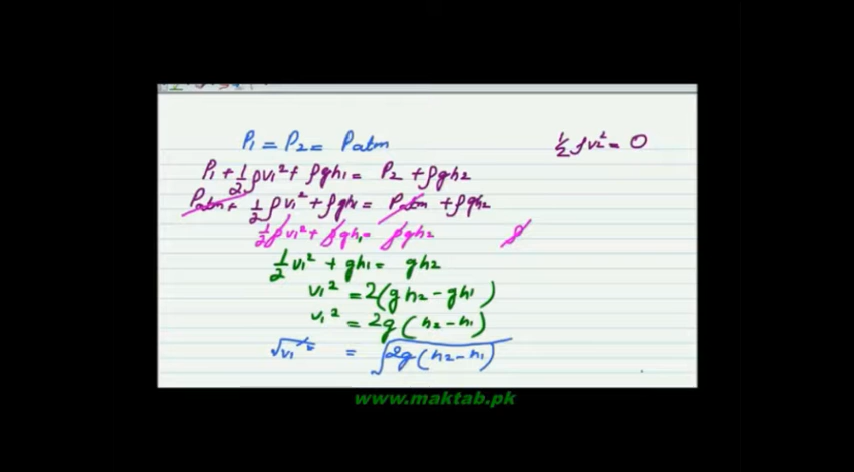 P₁ = P₂ = Patm
½ρv₂² = 0
P₁ + ½ρv₁² + ρgh₁ = P₂ + ρgh₂
Patm + ½ρv₁² + ρgh₁ = Patm + ρgh₂
½ρv₁² + ρgh₁ = ρgh₂
ρ
½v₁² + gh₁ = gh₂
v₁² = 2(gh₂ - gh₁)
v₁² = 2g(h₂ - h₁)
√v₁² = √2g(h₂ - h₁)
www.maktab.pk